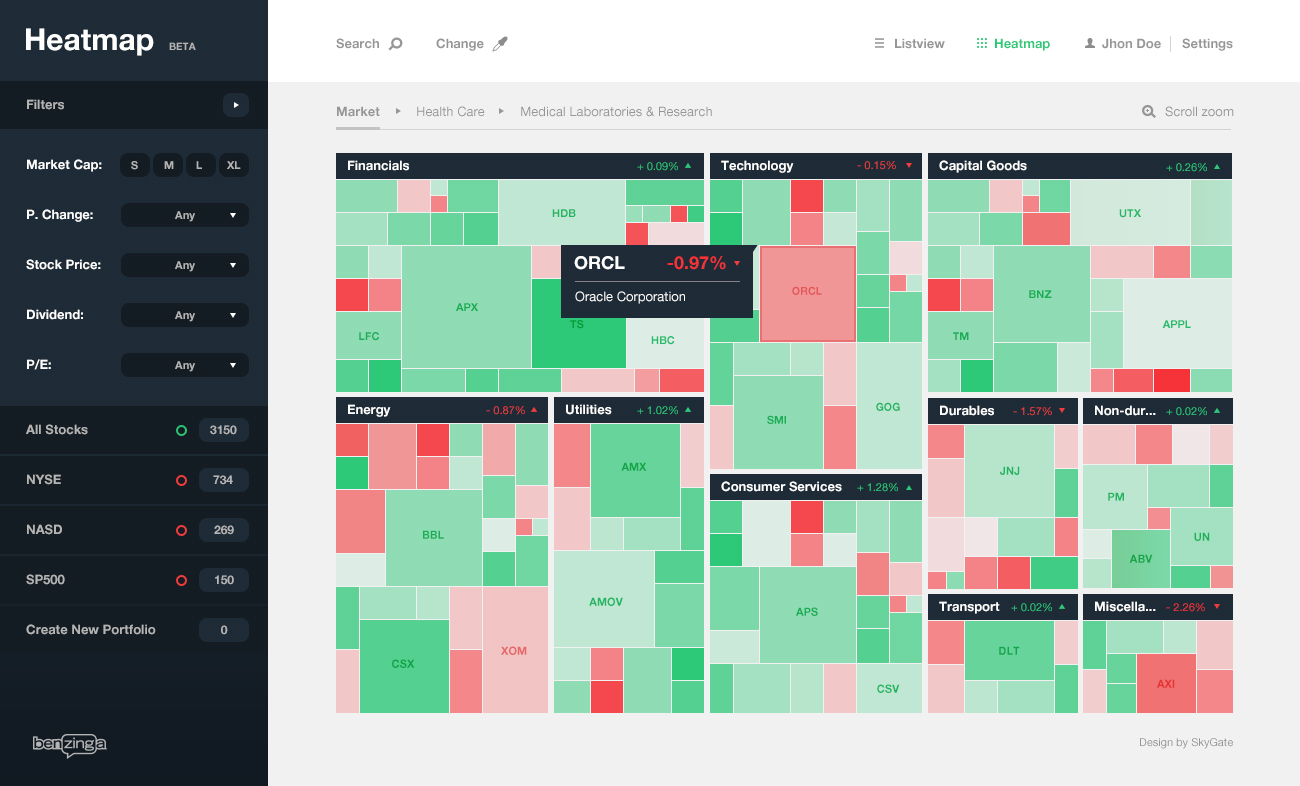 Heatmap BETA
Search Change Listview Heatmap Jhon Doe Settings
Filters
Market Cap: S M L XL
P. Change: Any
Stock Price: Any
Dividend: Any
P/E: Any
All Stocks 3150
NYSE 734
NASD 269
SP500 150
Create New Portfolio 0
benzinga
Market Health Care Medical Laboratories & Research Scroll zoom
Financials + 0.09%
HDB
APX
TS
LFC
HBC
Technology - 0.15%
ORCL -0.97%
Oracle Corporation
ORCL
SMI
GOG
Capital Goods + 0.26%
UTX
BNZ
APPL
TM
Energy - 0.87%
BBL
CSX
XOM
Utilities + 1.02%
AMX
AMOV
Consumer Services + 1.28%
APS
CSV
Durables - 1.57%
JNJ
Non-dur... + 0.02%
PM
UN
ABV
Transport + 0.02%
DLT
Miscella... - 2.26%
AXI
Design by SkyGate